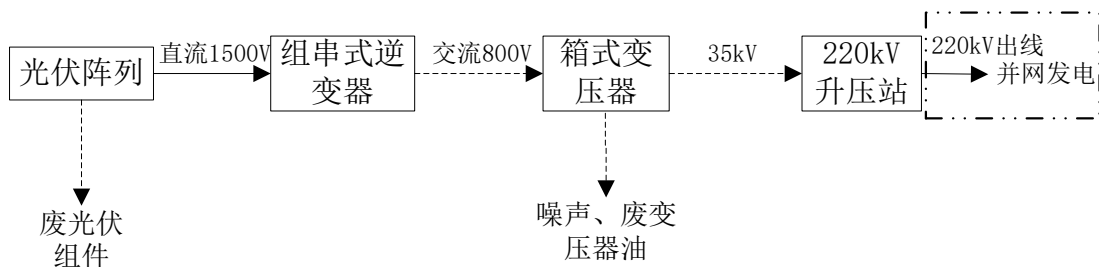 光伏阵列
直流1500V
组串式逆
变器
交流800V
箱式变
压器
35kV
220kV
升压站
220kV出线
并网发电
废光伏
组件
噪声、废变
压器油